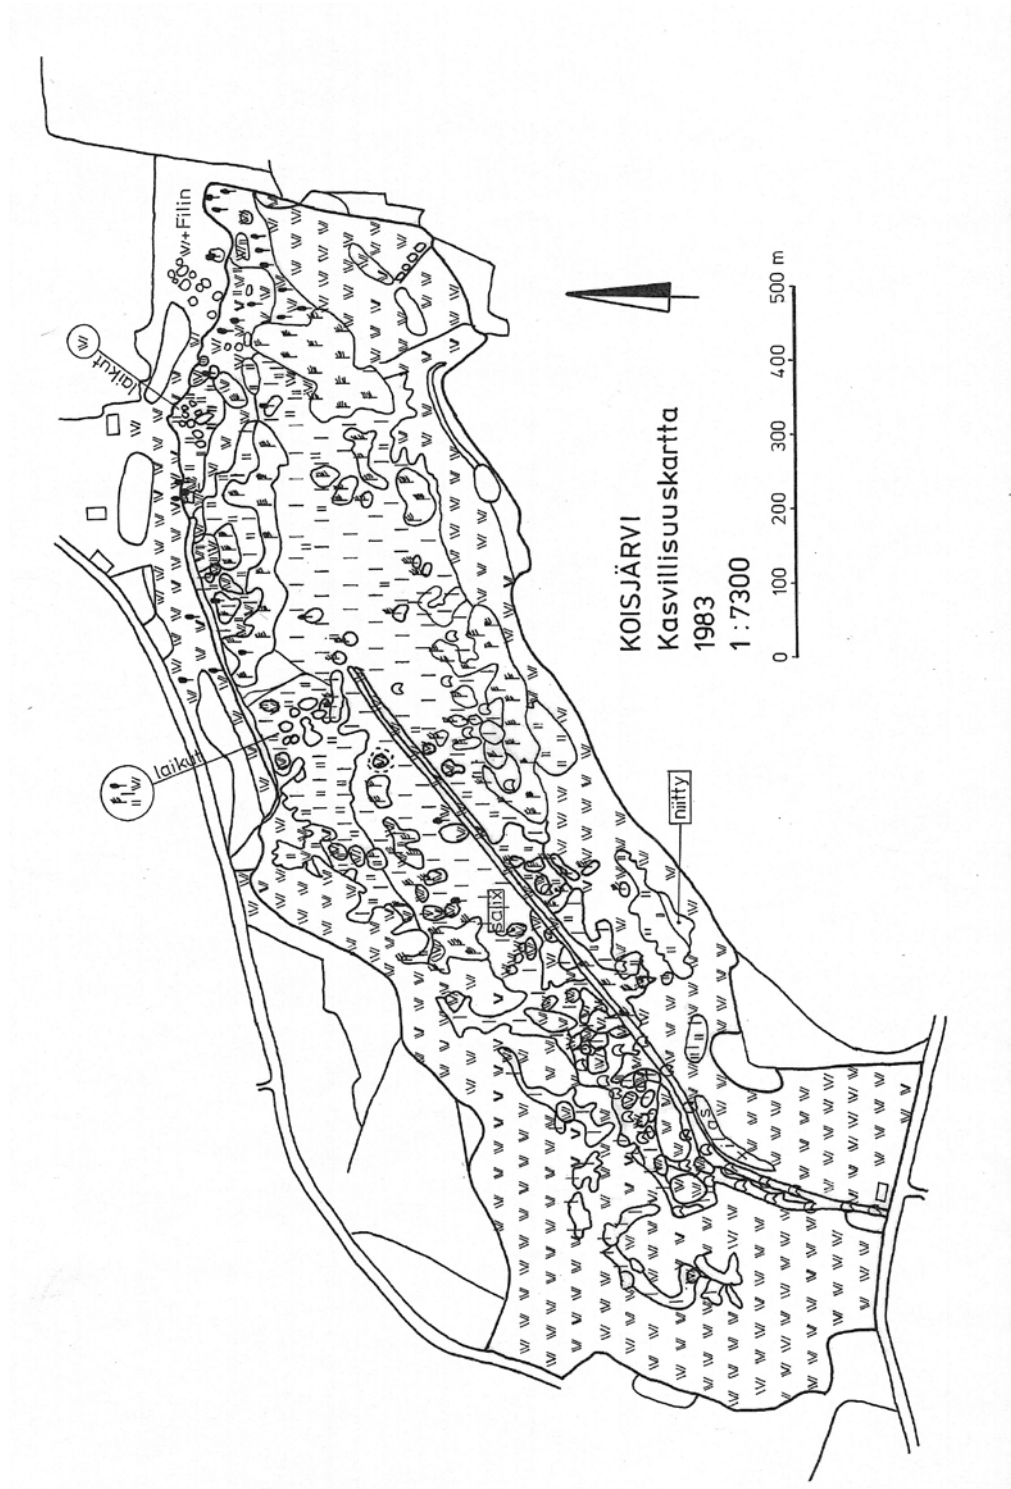 KOISJÄRVI
Kasvillisuuskartta
1983
1 : 7300
0 100 200 300 400 500 m
laikut
laikut
+Filin
salix
niitty